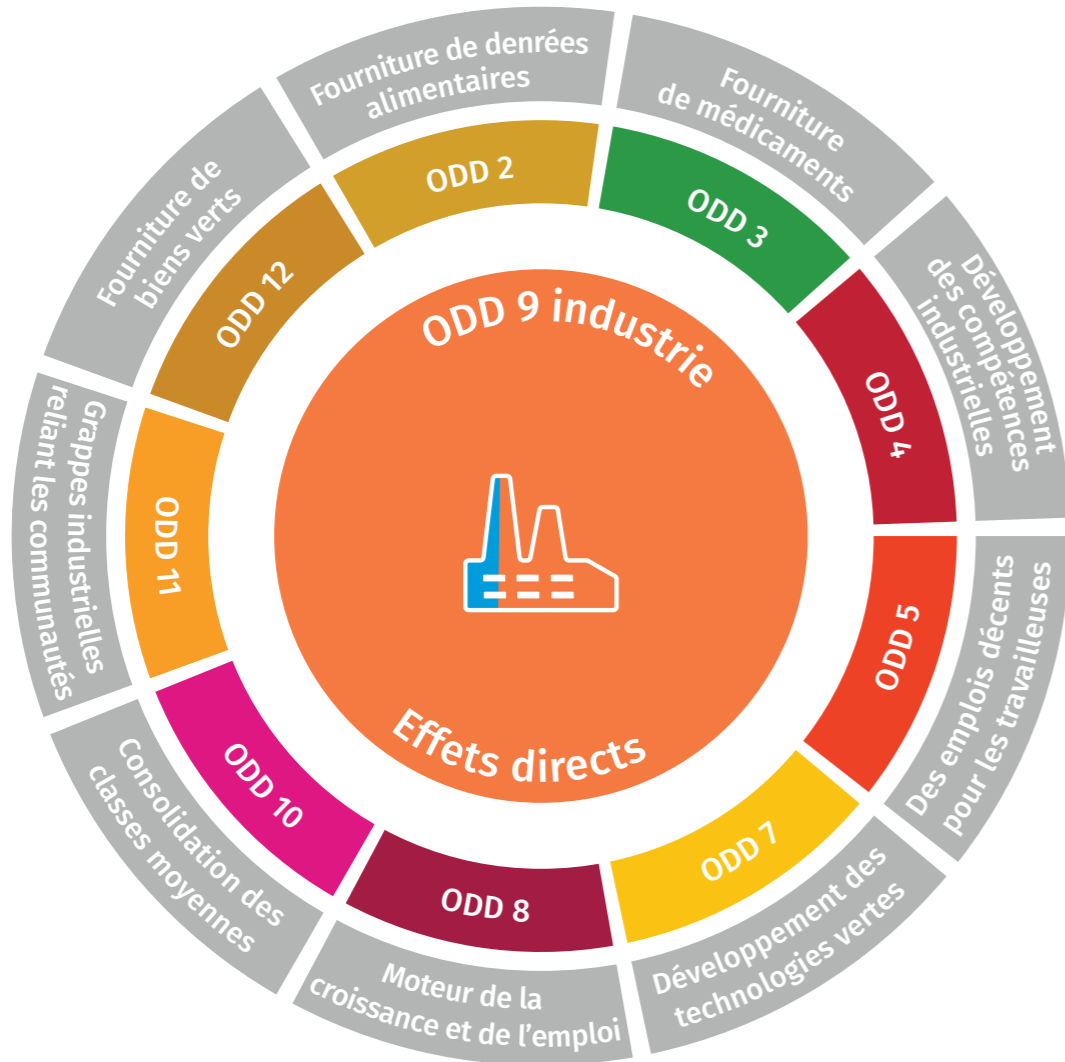 ODD 9 industrie
Effets directs
Fourniture de denrées
alimentaires
ODD 2
Fourniture
de médicaments
ODD 3
Développement
des compétences
industrielles
ODD 4
Des emplois décents
pour les travailleuses
ODD 5
Développement des
technologies vertes
ODD 7
Moteur de la
croissance et de l'emploi
ODD 8
Consolidation des
classes moyennes
ODD 10
Grappes industrielles
reliant les communautés
ODD 11
Fourniture de
biens verts
ODD 12